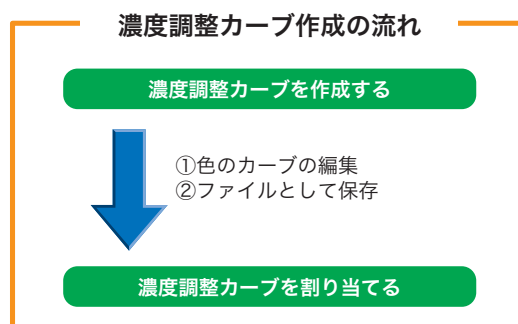 濃度調整カーブ作成の流れ
濃度調整カーブを作成する
①色のカーブの編集
②ファイルとして保存
濃度調整カーブを割り当てる